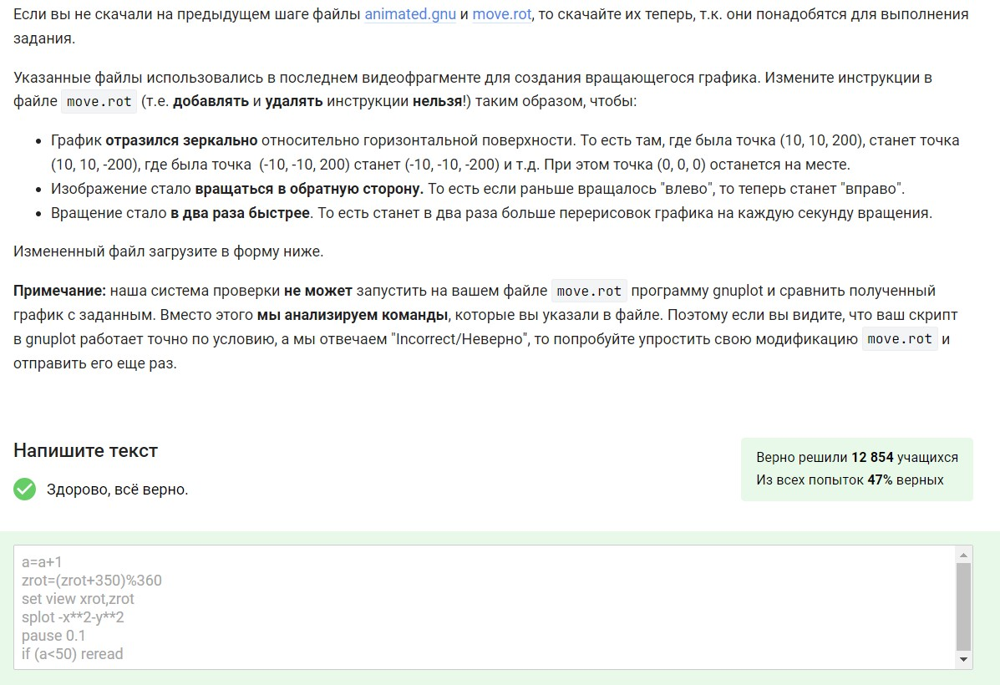 Если вы не скачали на предыдущем шаге файлы animated.gnu и move.rot, то скачайте их теперь, т.к. они понадобятся для выполнения
задания.
Указанные файлы использовались в последнем видеофрагменте для создания вращающегося графика. Измените инструкции в
файле move.rot (т.е. добавлять и удалять инструкции нельзя!) таким образом, чтобы:
• График отразился зеркально относительно горизонтальной поверхности. То есть там, где была точка (10, 10, 200), станет точка
(10, 10, -200), где была точка (-10, -10, 200) станет (-10, -10, -200) и т.д. При этом точка (0, 0, 0) останется на месте.
• Изображение стало вращаться в обратную сторону. То есть если раньше вращалось "влево", то теперь станет "вправо".
• Вращение стало в два раза быстрее. То есть станет в два раза больше перерисовок графика на каждую секунду вращения.
Измененный файл загрузите в форму ниже.
Примечание: наша система проверки не может запустить на вашем файле move.rot программу gnuplot и сравнить полученный
график с заданным. Вместо этого мы анализируем команды, которые вы указали в файле. Поэтому если вы видите, что ваш скрипт
в gnuplot работает точно по условию, а мы отвечаем "Incorrect/Неверно", то попробуйте упростить свою модификацию move.rot и
отправить его еще раз.
Напишите текст
Верно решили 12 854 учащихся
Из всех попыток 47% верных
Здорово, всё верно.
a=a+1
zrot=(zrot+350)%360
set view xrot,zrot
splot -x**2-y**2
pause 0.1
if (a<50) reread